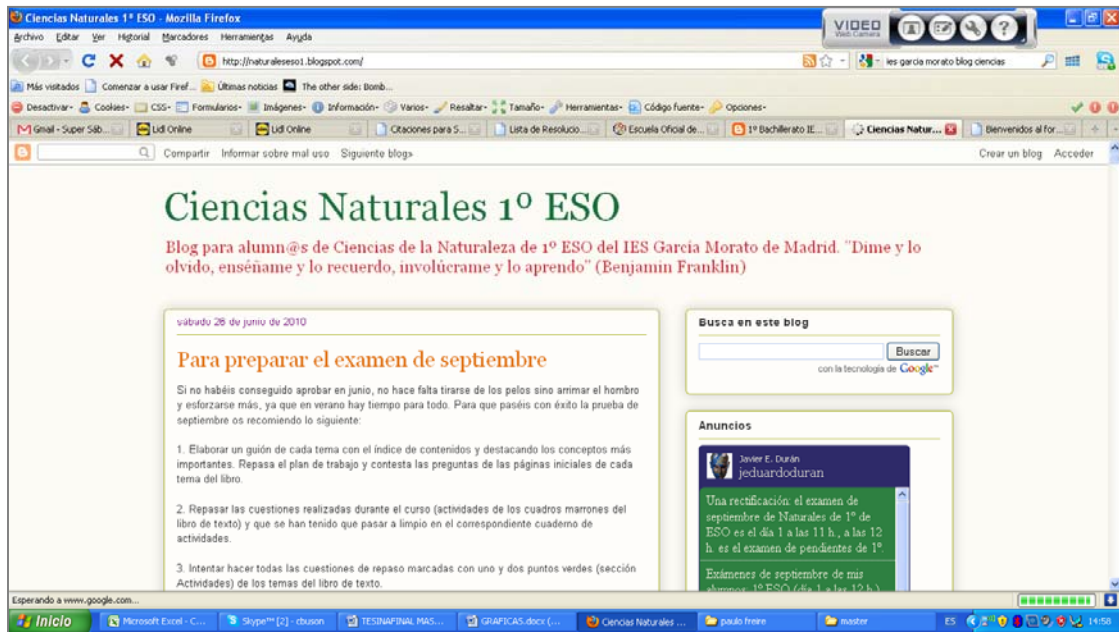 Ciencias Naturales 1º ESO - Mozilla Firefox
VIDEO
Web Camera
Archivo Editar Ver Historial Marcadores Herramientas Ayuda
http://naturaleseso1.blogspot.com/
ies garcia morato blog ciencias
Más visitados Comenzar a usar Firef... Últimas noticias The other side: Bomb...
Desactivar Cookies CSS Formularios Imágenes Información Varios Resaltar Tamaño Herramientas Código fuente Opciones
Gmail - Super Sáb... Lidl Online Lidl Online Citaciones para S... Lista de Resolucio... Escuela Oficial de... 1º Bachillerato IE... Ciencias Natur... Bienvenidos al for...
Compartir Informar sobre mal uso Siguiente blog» Crear un blog Acceder
Ciencias Naturales 1º ESO
Blog para alumn@s de Ciencias de la Naturaleza de 1º ESO del IES García Morato de Madrid. "Dime y lo
olvido, enséñame y lo recuerdo, involúcrame y lo aprendo" (Benjamin Franklin)
sábado 26 de junio de 2010
Para preparar el examen de septiembre
Si no habéis conseguido aprobar en junio, no hace falta tirarse de los pelos sino arrimar el hombro
y esforzarse más, ya que en verano hay tiempo para todo. Para que paséis con éxito la prueba de
septiembre os recomiendo lo siguiente:
1. Elaborar un guión de cada tema con el índice de contenidos y destacando los conceptos más
importantes. Repasa el plan de trabajo y contesta las preguntas de las páginas iniciales de cada
tema del libro.
2. Repasar las cuestiones realizadas durante el curso (actividades de los cuadros marrones del
libro de texto) y que se han tenido que pasar a limpio en el correspondiente cuaderno de
actividades.
3. Intentar hacer todas las cuestiones de repaso marcadas con uno y dos puntos verdes (sección
Actividades) de los temas del libro de texto.
Busca en este blog
Buscar
con la tecnología de Google™
Anuncios
Javier E. Durán
jeduardoduran
Una rectificación: el examen de
septiembre de Naturales de 1º de
ESO es el día 1 a las 11 h., a las 12
h. es el examen de pendientes de 1º.
Exámenes de septiembre de mis
alumnos: 1º ESO (día 1 a las 12 h.)
Esperando a www.google.com...
Inicio Microsoft Excel - C... Skype™ [2] - cbuson TESINAFINAL MAS... GRAFICAS.docx (... Ciencias Naturales ... paulo freire master ES 14:58